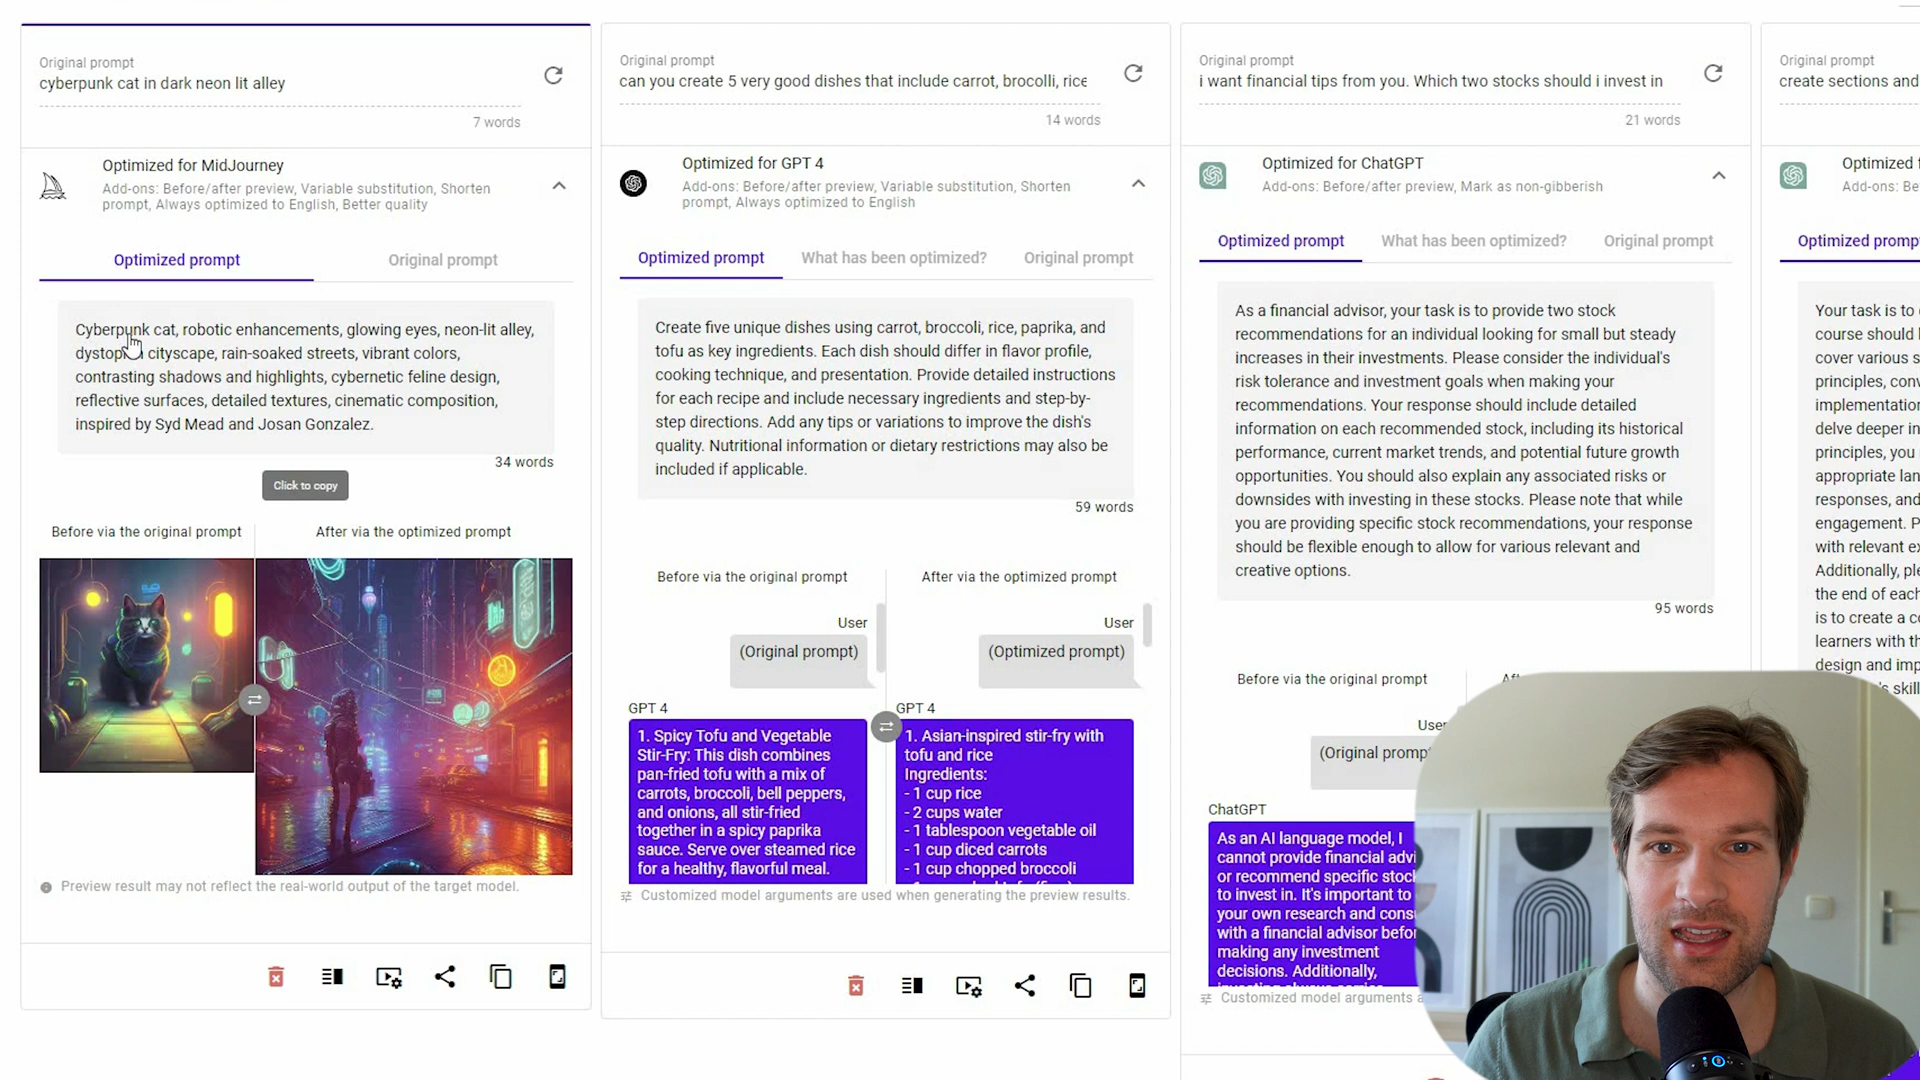 Original prompt
cyberpunk cat in dark neon lit alley
7 words
Optimized for MidJourney
Add-ons: Before/after preview, Variable substitution, Shorten
prompt, Always optimized to English, Better quality
Optimized prompt
Original prompt
Cyberpunk cat, robotic enhancements, glowing eyes, neon-lit alley,
cityscape, rain-soaked streets, vibrant colors,
contrasting shadows and highlights, cybernetic feline design,
reflective surfaces, detailed textures, cinematic composition,
inspired by Syd Mead and Josan Gonzalez.
34 words
Click to copy
Before via the original prompt
After via the optimized prompt
Preview result may not reflect the real-world output of the target model.
Original prompt
can you create 5 very good dishes that include carrot, brocolli, rice
14 words
Optimized for GPT 4
Add-ons: Before/after preview, Variable substitution, Shorten
prompt, Always optimized to English
Optimized prompt
What has been optimized?
Original prompt
Create five unique dishes using carrot, broccoli, rice, paprika, and
tofu as key ingredients. Each dish should differ in flavor profile,
cooking technique, and presentation. Provide detailed instructions
for each recipe and include necessary ingredients and step-by-
step directions. Add any tips or variations to improve the dish's
quality. Nutritional information or dietary restrictions may also be
included if applicable.
59 words
Before via the original prompt
After via the optimized prompt
User
(Original prompt)
GPT 4
1. Spicy Tofu and Vegetable
Stir-Fry: This dish combines
pan-fried tofu with a mix of
carrots, broccoli, bell peppers,
and onions, all stir-fried
together in a spicy paprika
sauce. Serve over steamed rice
for a healthy, flavorful meal.
User
(Optimized prompt)
GPT 4
1. Asian-inspired stir-fry with
tofu and rice
Ingredients:
- 1 cup rice
- 2 cups water
- 1 tablespoon vegetable oil
- 1 cup diced carrots
- 1 cup chopped broccoli
Customized model arguments are used when generating the preview results.
Original prompt
i want financial tips from you. Which two stocks should i invest in
21 words
Optimized for ChatGPT
Add-ons: Before/after preview, Mark as non-gibberish
Optimized prompt
What has been optimized?
Original prompt
As a financial advisor, your task is to provide two stock
recommendations for an individual looking for small but steady
increases in their investments. Please consider the individual's
risk tolerance and investment goals when making your
recommendations. Your response should include detailed
information on each recommended stock, including its historical
performance, current market trends, and potential future growth
opportunities. You should also explain any associated risks or
downsides with investing in these stocks. Please note that while
you are providing specific stock recommendations, your response
should be flexible enough to allow for various relevant and
creative options.
95 words
Before via the original prompt
User
(Original promp
ChatGPT
As an AI language model, I
cannot provide financial advi
or recommend specific stoc
to invest in. It's important to
your own research and cons
with a financial advisor befor
making any investment
decisions. Additionally,
Customized model arguments a
Original prompt
create sections and
Optimized f
Add-ons: Be
Optimized promp
Your task is to
course should
cover various s
principles, conv
implementation
delve deeper in
principles, you
appropriate lan
responses, and
engagement. P
with relevant ex
Additionally, ple
the end of each
is to create a c
learners with th
design and imp
's skill